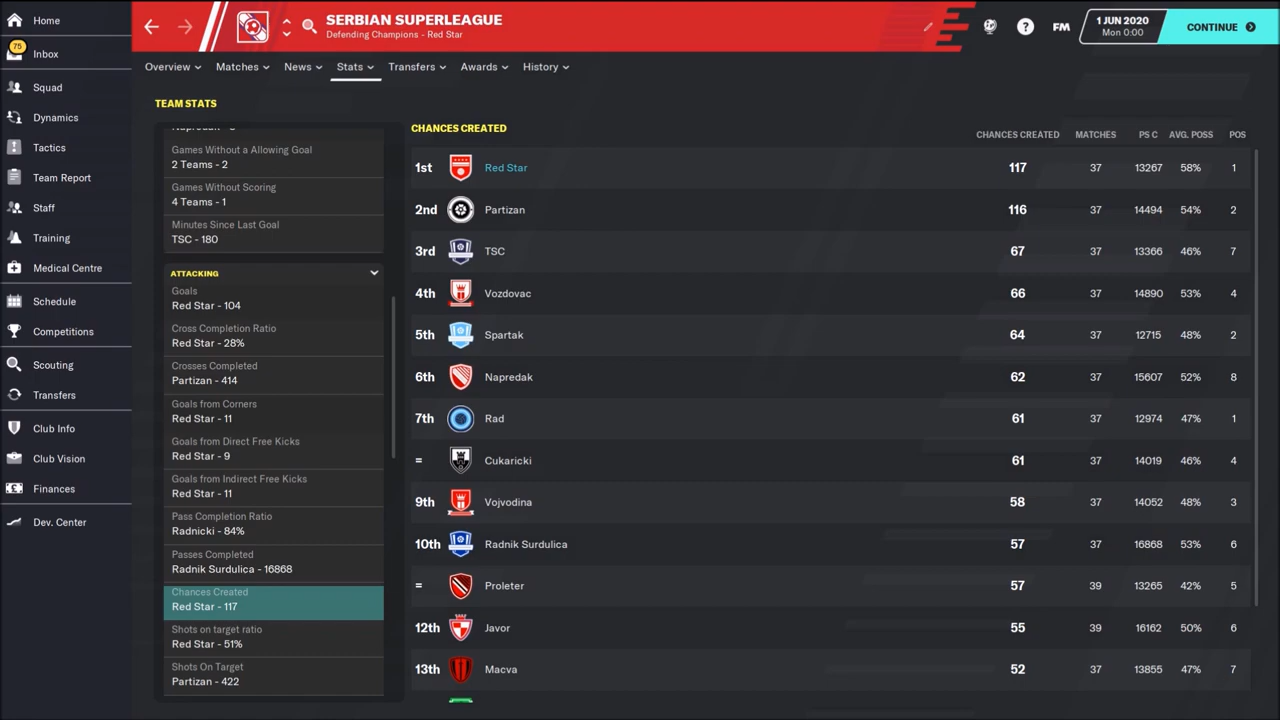 Home
75
Inbox
Squad
Dynamics
Tactics
Team Report
Staff
Training
Medical Centre
Schedule
Competitions
Scouting
Transfers
Club Info
Club Vision
Finances
Dev. Center
SERBIAN SUPERLEAGUE
Defending Champions - Red Star
?
FM
1 JUN 2020
Mon 0:00
CONTINUE
Overview
Matches
News
Stats
Transfers
Awards
History
TEAM STATS
Games Without a Allowing Goal
2 Teams - 2
Games Without Scoring
4 Teams - 1
Minutes Since Last Goal
TSC - 180
ATTACKING
Goals
Red Star - 104
Cross Completion Ratio
Red Star - 28%
Crosses Completed
Partizan - 414
Goals from Corners
Red Star - 11
Goals from Direct Free Kicks
Red Star - 9
Goals from Indirect Free Kicks
Red Star - 11
Pass Completion Ratio
Radnicki - 84%
Passes Completed
Radnik Surdulica - 16868
Chances Created
Red Star - 117
Shots on target ratio
Red Star - 51%
Shots On Target
Partizan - 422
CHANCES CREATED
CHANCES CREATED MATCHES PS C AVG. POSS POS
1st Red Star 117 37 13267 58% 1
2nd Partizan 116 37 14494 54% 2
3rd TSC 67 37 13366 46% 7
4th Vozdovac 66 37 14890 53% 4
5th Spartak 64 37 12715 48% 2
6th Napredak 62 37 15607 52% 8
7th Rad 61 37 12974 47% 1
= Cukaricki 61 37 14019 46% 4
9th Vojvodina 58 37 14052 48% 3
10th Radnik Surdulica 57 37 16868 53% 6
= Proleter 57 39 13265 42% 5
12th Javor 55 39 16162 50% 6
13th Macva 52 37 13855 47% 7